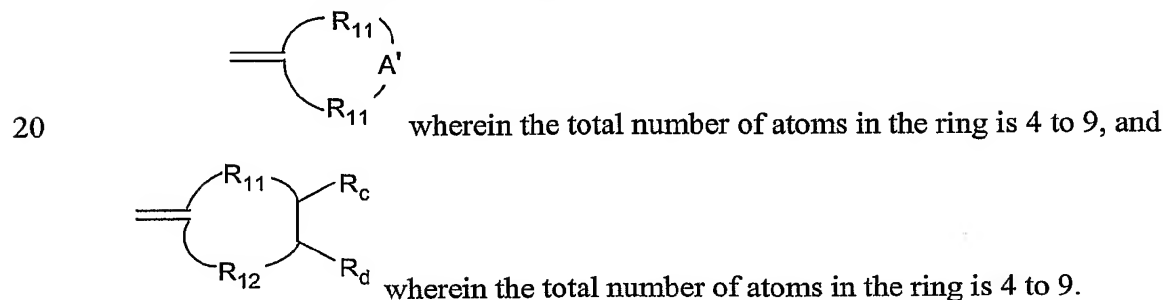 R11
A'
R11
20 wherein the total number of atoms in the ring is 4 to 9, and
R11 Rc
R12 Rd wherein the total number of atoms in the ring is 4 to 9.